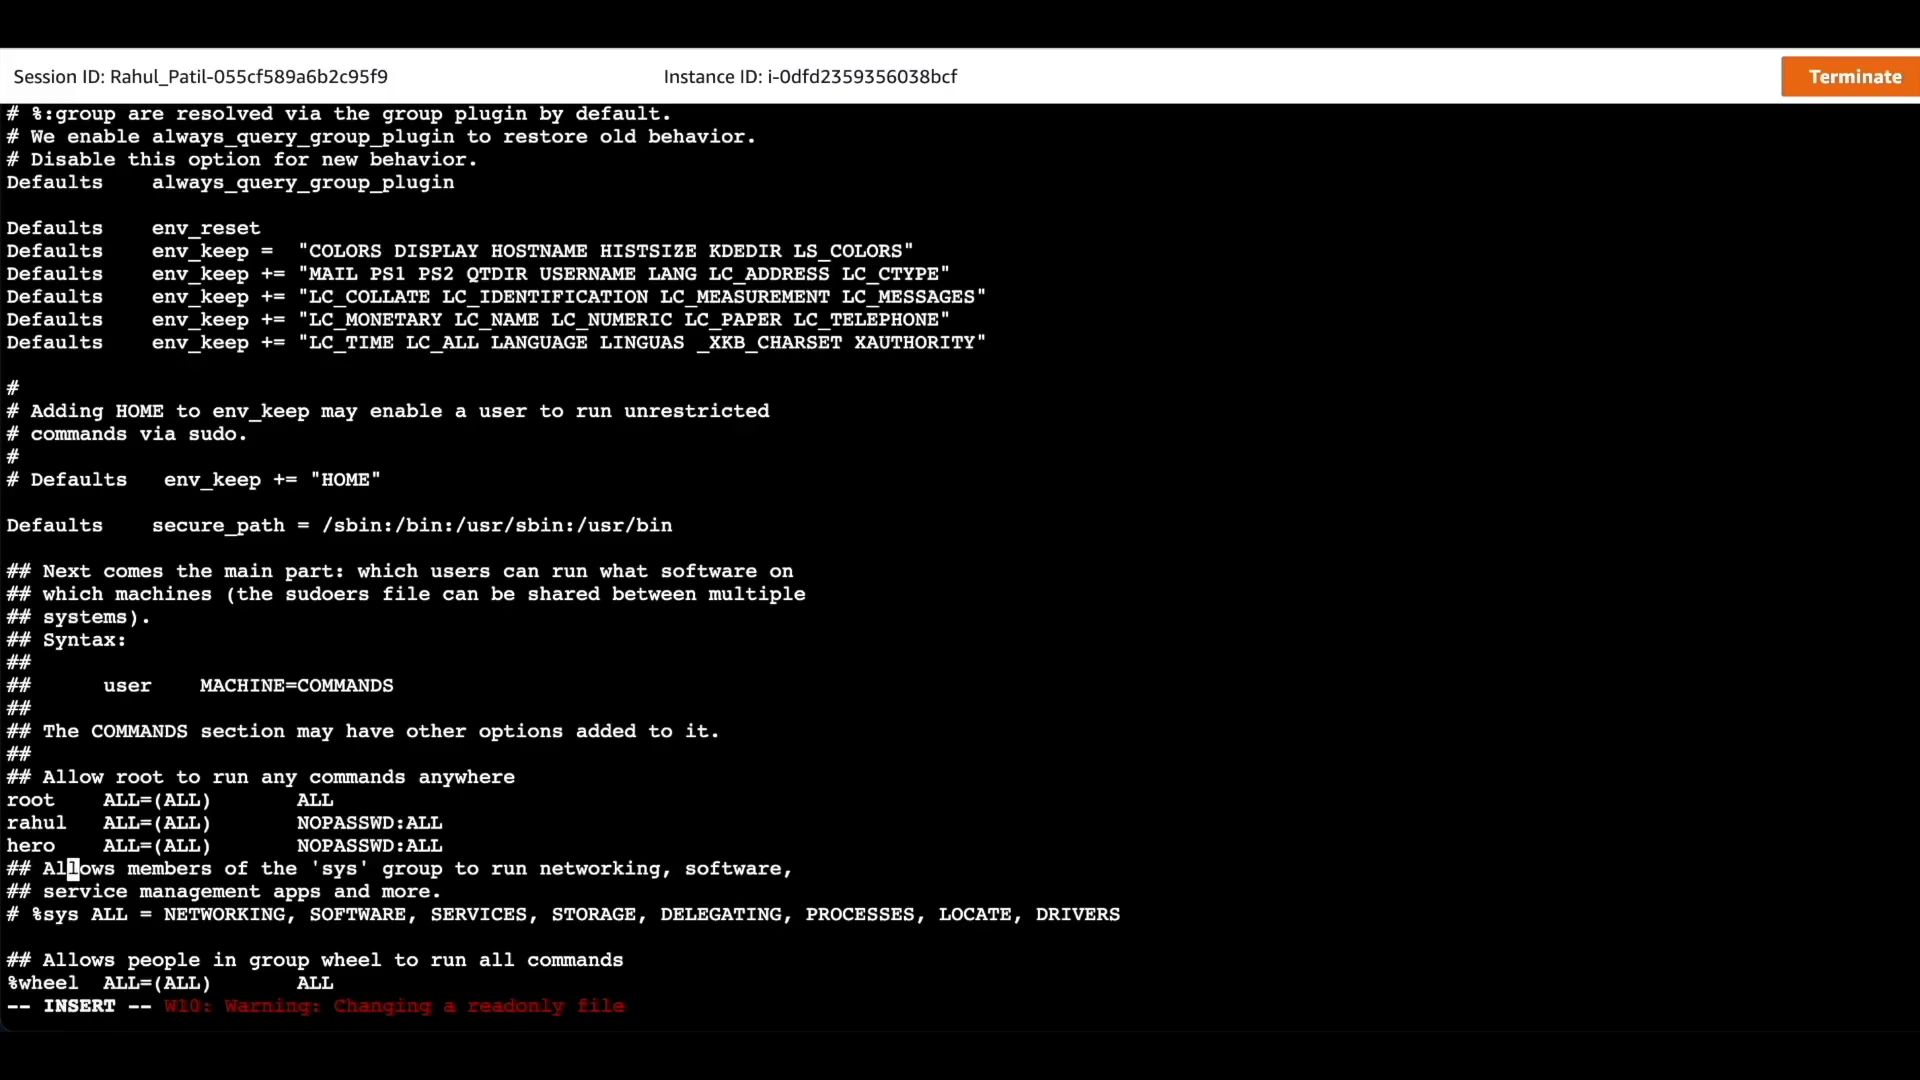 Session ID: Rahul_Patil-055cf589a6b2c95f9 Instance ID: i-0dfd2359356038bcf Terminate
# %:group are resolved via the group plugin by default.
# We enable always_query_group_plugin to restore old behavior.
# Disable this option for new behavior.
Defaults    always_query_group_plugin
Defaults    env_reset
Defaults    env_keep =  "COLORS DISPLAY HOSTNAME HISTSIZE KDEDIR LS_COLORS"
Defaults    env_keep += "MAIL PS1 PS2 QTDIR USERNAME LANG LC_ADDRESS LC_CTYPE"
Defaults    env_keep += "LC_COLLATE LC_IDENTIFICATION LC_MEASUREMENT LC_MESSAGES"
Defaults    env_keep += "LC_MONETARY LC_NAME LC_NUMERIC LC_PAPER LC_TELEPHONE"
Defaults    env_keep += "LC_TIME LC_ALL LANGUAGE LINGUAS _XKB_CHARSET XAUTHORITY"
#
# Adding HOME to env_keep may enable a user to run unrestricted
# commands via sudo.
#
# Defaults   env_keep += "HOME"
Defaults    secure_path = /sbin:/bin:/usr/sbin:/usr/bin
## Next comes the main part: which users can run what software on
## which machines (the sudoers file can be shared between multiple
## systems).
## Syntax:
##
##      user    MACHINE=COMMANDS
##
## The COMMANDS section may have other options added to it.
##
## Allow root to run any commands anywhere
root    ALL=(ALL)       ALL
rahul   ALL=(ALL)       NOPASSWD:ALL
hero    ALL=(ALL)       NOPASSWD:ALL
## Allows members of the 'sys' group to run networking, software,
## service management apps and more.
# %sys ALL = NETWORKING, SOFTWARE, SERVICES, STORAGE, DELEGATING, PROCESSES, LOCATE, DRIVERS
## Allows people in group wheel to run all commands
%wheel  ALL=(ALL)       ALL
-- INSERT -- W10: Warning: Changing a readonly file